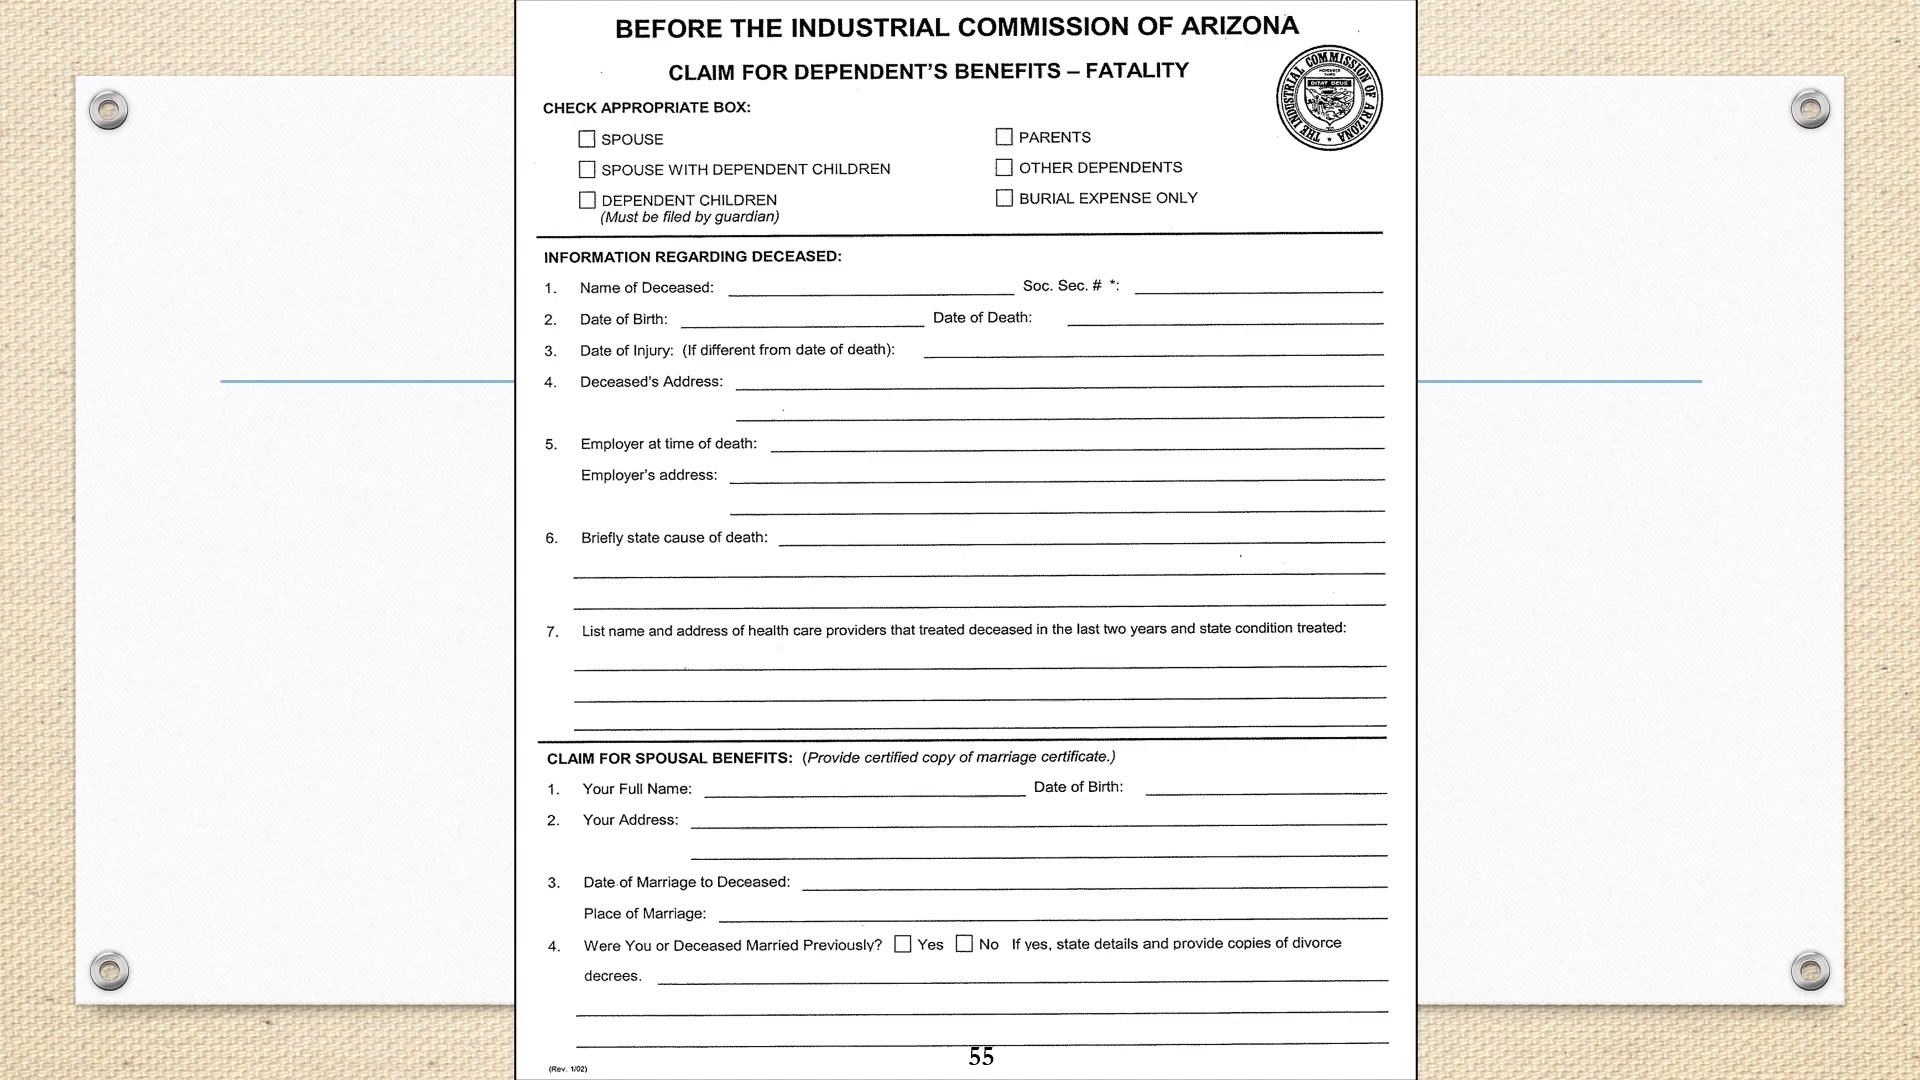 BEFORE THE INDUSTRIAL COMMISSION OF ARIZONA
CLAIM FOR DEPENDENT'S BENEFITS – FATALITY
THE INDUSTRIAL COMMISSION OF ARIZONA
DITAT DEUS
CHECK APPROPRIATE BOX:
SPOUSE
PARENTS
SPOUSE WITH DEPENDENT CHILDREN
OTHER DEPENDENTS
DEPENDENT CHILDREN
BURIAL EXPENSE ONLY
(Must be filed by guardian)
INFORMATION REGARDING DECEASED:
1. Name of Deceased: Soc. Sec. # *:
2. Date of Birth: Date of Death:
3. Date of Injury: (If different from date of death):
4. Deceased's Address:
5. Employer at time of death:
Employer's address:
6. Briefly state cause of death:
7. List name and address of health care providers that treated deceased in the last two years and state condition treated:
CLAIM FOR SPOUSAL BENEFITS: (Provide certified copy of marriage certificate.)
1. Your Full Name: Date of Birth:
2. Your Address:
3. Date of Marriage to Deceased:
Place of Marriage:
4. Were You or Deceased Married Previously? Yes No If yes, state details and provide copies of divorce
decrees.
55
(Rev. 1/02)